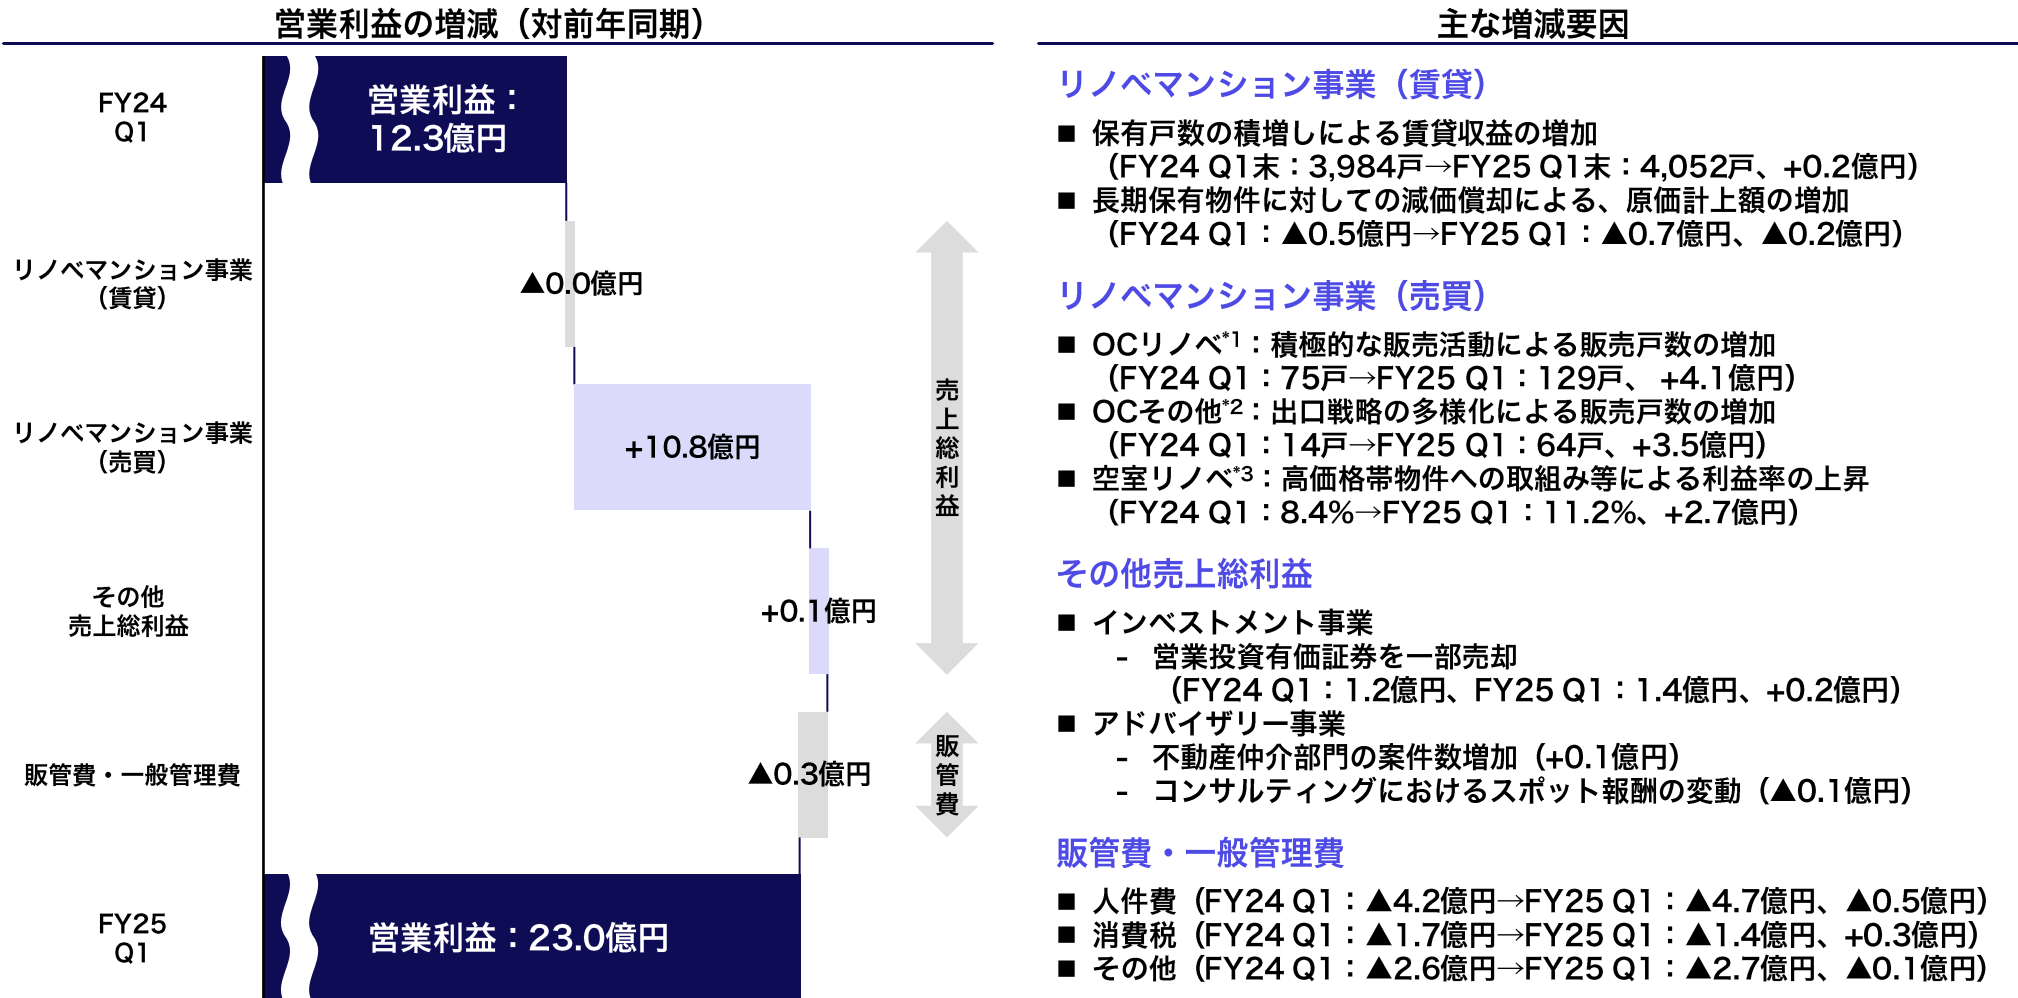 営業利益の増減（対前年同期）
FY24
Q1
営業利益：
12.3億円
リノベマンション事業
（賃貸）
▲0.0億円
リノベマンション事業
（売買）
+10.8億円
その他
売上総利益
+0.1億円
販管費・一般管理費
▲0.3億円
FY25
Q1
営業利益：23.0億円
売上総利益
販管費
主な増減要因
リノベマンション事業（賃貸）
■ 保有戸数の積増しによる賃貸収益の増加
（FY24 Q1末：3,984戸→FY25 Q1末：4,052戸、+0.2億円）
■ 長期保有物件に対しての減価償却による、原価計上額の増加
（FY24 Q1：▲0.5億円→FY25 Q1：▲0.7億円、▲0.2億円）
リノベマンション事業（売買）
■ OCリノベ*1：積極的な販売活動による販売戸数の増加
（FY24 Q1：75戸→FY25 Q1：129戸、 +4.1億円）
■ OCその他*2：出口戦略の多様化による販売戸数の増加
（FY24 Q1：14戸→FY25 Q1：64戸、+3.5億円）
■ 空室リノベ*3：高価格帯物件への取組み等による利益率の上昇
（FY24 Q1：8.4%→FY25 Q1：11.2%、+2.7億円）
その他売上総利益
■ インベストメント事業
- 営業投資有価証券を一部売却
（FY24 Q1：1.2億円、FY25 Q1：1.4億円、+0.2億円）
■ アドバイザリー事業
- 不動産仲介部門の案件数増加（+0.1億円）
- コンサルティングにおけるスポット報酬の変動（▲0.1億円）
販管費・一般管理費
■ 人件費（FY24 Q1：▲4.2億円→FY25 Q1：▲4.7億円、▲0.5億円）
■ 消費税（FY24 Q1：▲1.7億円→FY25 Q1：▲1.4億円、+0.3億円）
■ その他（FY24 Q1：▲2.6億円→FY25 Q1：▲2.7億円、▲0.1億円）